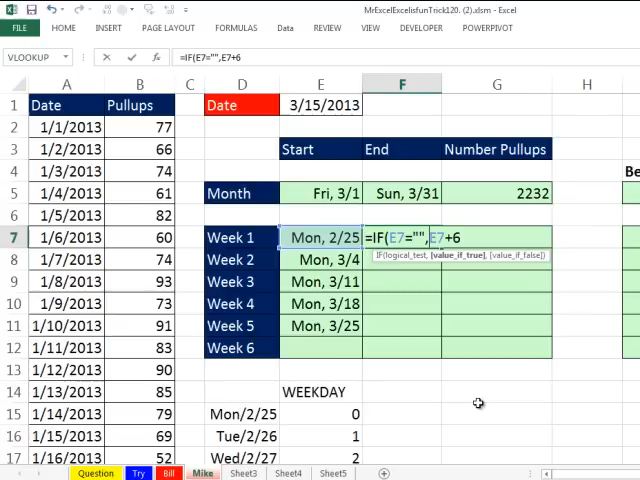 MrExcelExcelisfunTrick120. (2).xlsm - Excel
FILE HOME INSERT PAGE LAYOUT FORMULAS Data REVIEW VIEW DEVELOPER POWERPIVOT
VLOOKUP =IF(E7="",E7+6
A B C D E F G H
1 Date Pullups Date 3/15/2013
2 1/1/2013 77
3 1/2/2013 66 Start End Number Pullups
4 1/3/2013 74 Be
5 1/4/2013 61 Month Fri, 3/1 Sun, 3/31 2232
6 1/5/2013 82
7 1/6/2013 60 Week 1 Mon, 2/25 =IF(E7="",E7+6
IF(logical_test, [value_if_true], [value_if_false])
8 1/7/2013 74 Week 2 Mon, 3/4
9 1/8/2013 93 Week 3 Mon, 3/11
10 1/9/2013 73 Week 4 Mon, 3/18
11 1/10/2013 91 Week 5 Mon, 3/25
12 1/11/2013 83 Week 6
13 1/12/2013 90
14 1/13/2013 85 WEEKDAY
15 1/14/2013 79 Mon/2/25 0
16 1/15/2013 69 Tue/2/26 1
17 1/16/2013 52 Wed/2/27 2
Question Try Bill Mike Sheet3 Sheet4 Sheet5